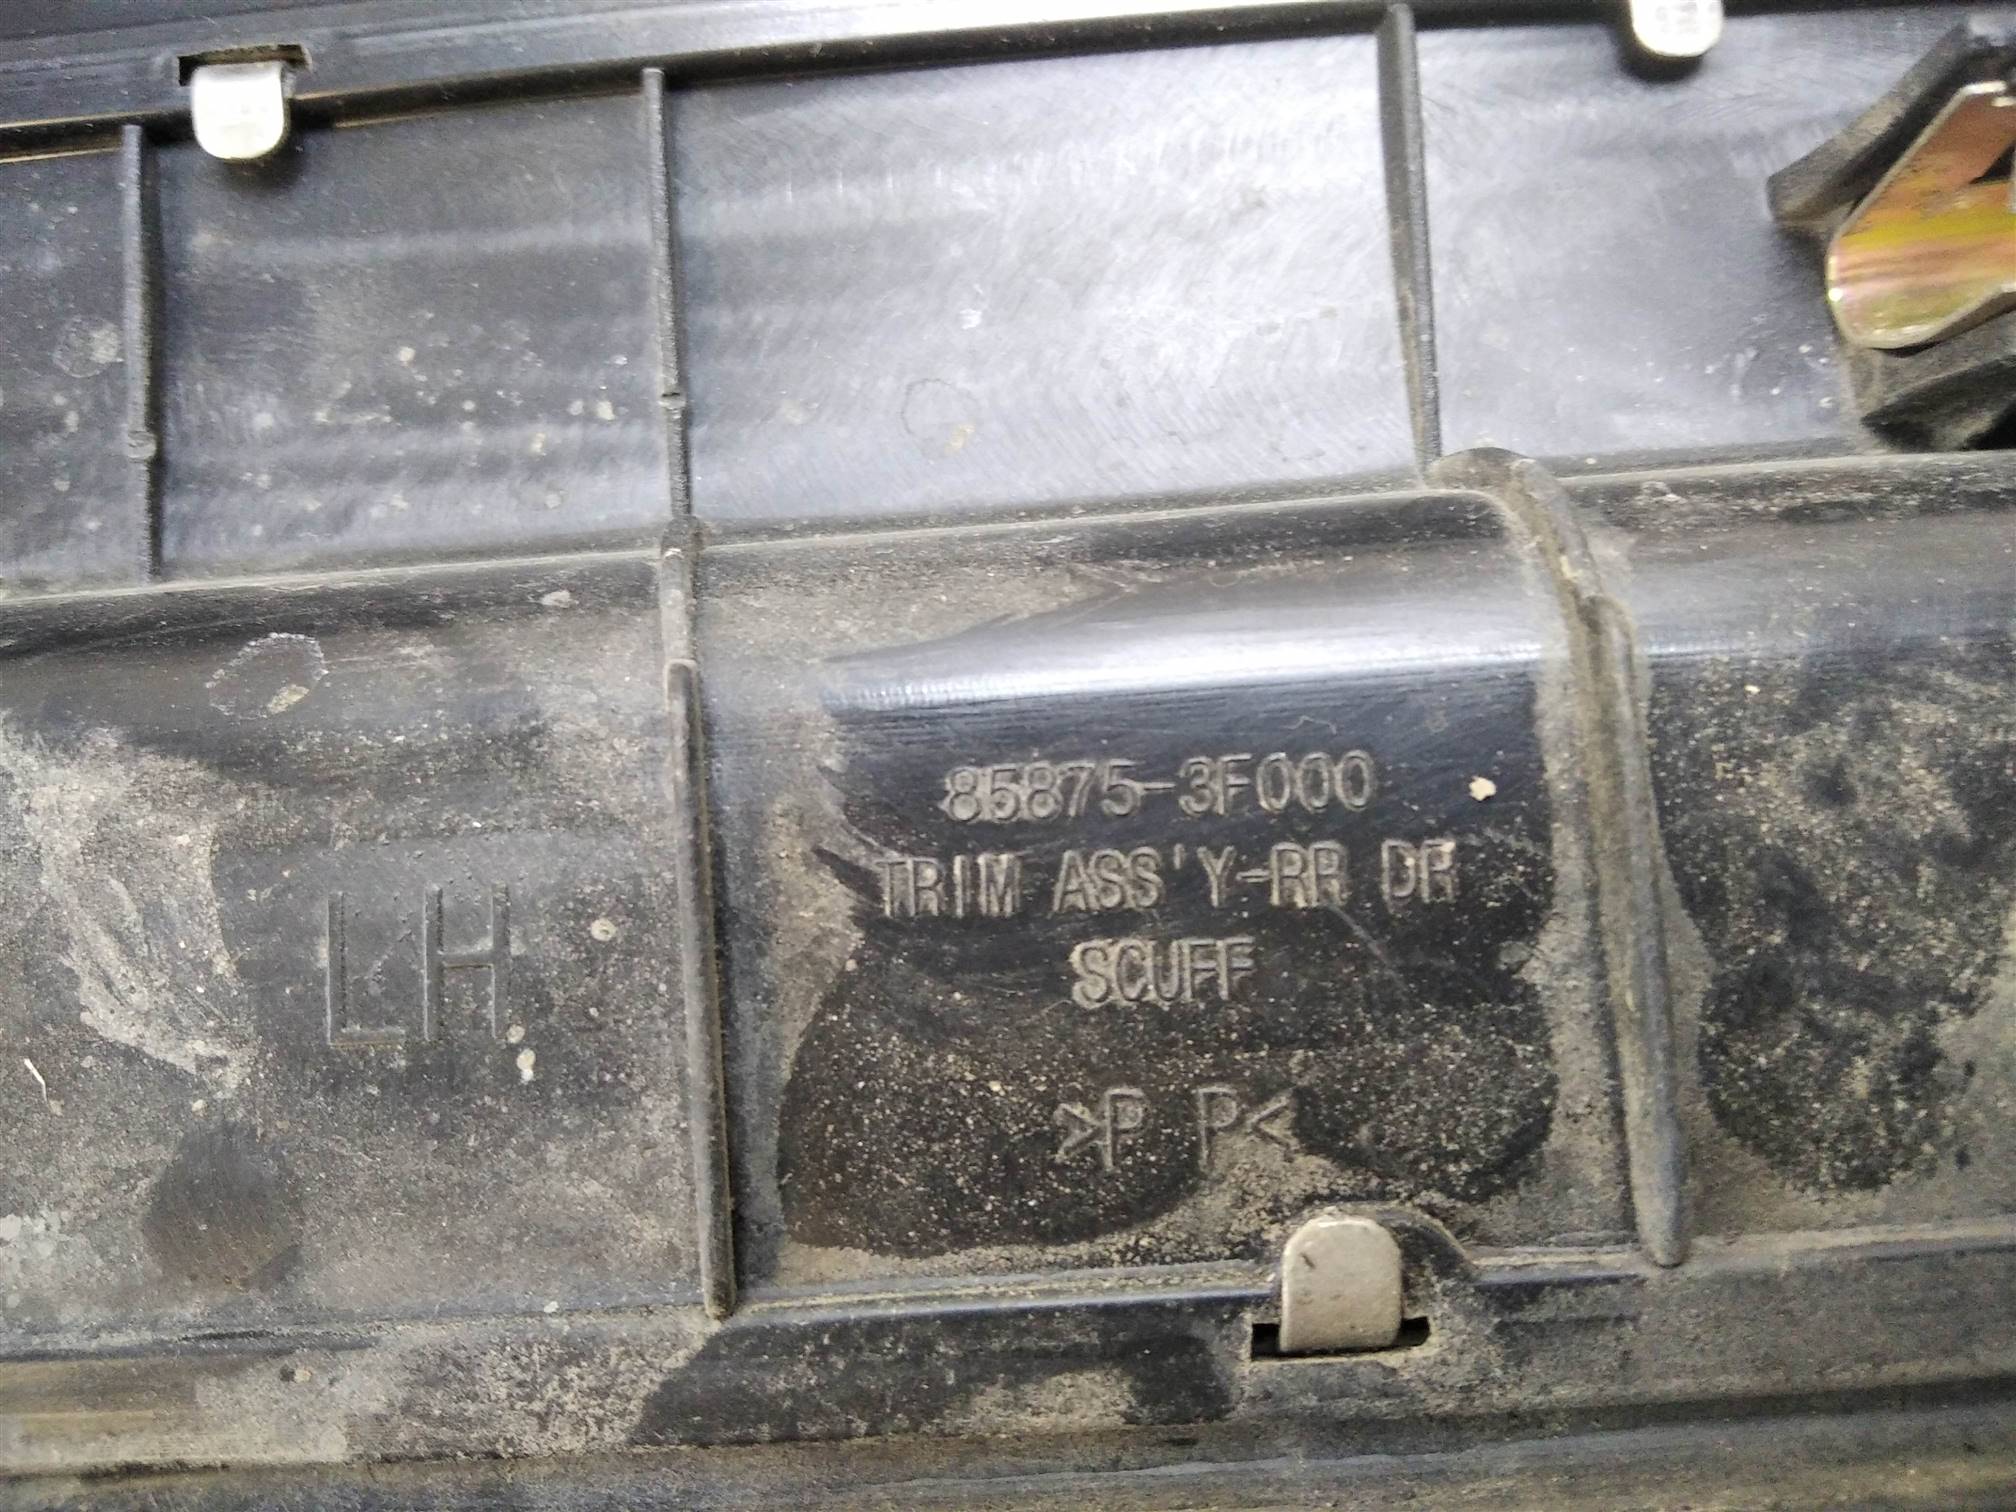 85875-3F000
TRIM ASS'Y-RR DR
LH
SCUFF
>P P<